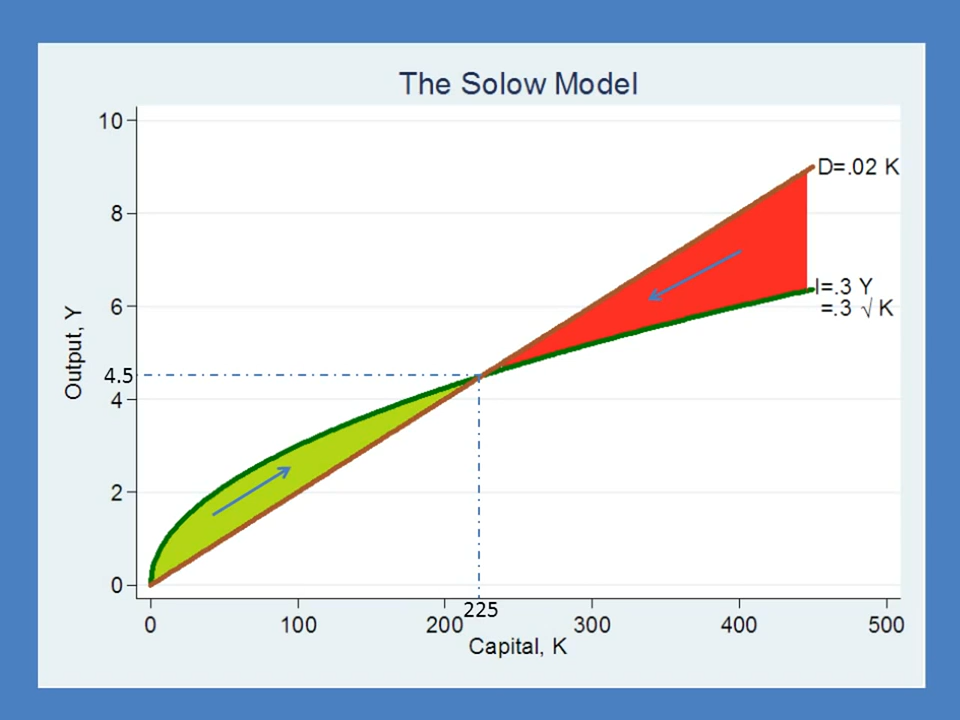 The Solow Model
10
8
6
4.5
4
2
0
Output, Y
D=.02 K
I=.3 Y
=.3 √ K
0
100
200
225
300
400
500
Capital, K